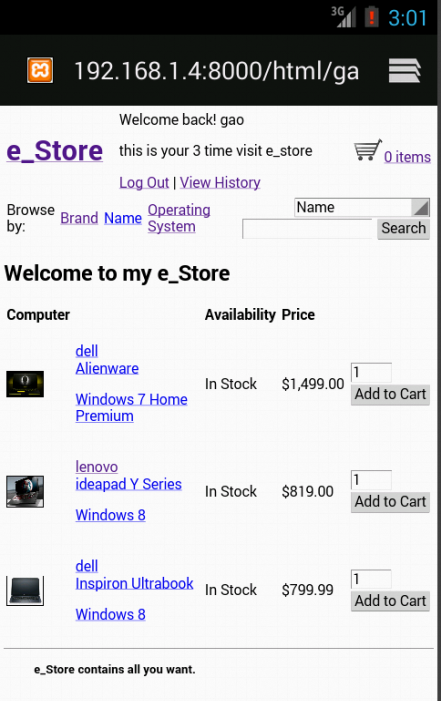 3G 3:01
192.168.1.4:8000/html/ga
Welcome back! gao
e_Store this is your 3 time visit e_store 0 items
Log Out | View History
Browse by: Brand Name Operating System
Name
Search
Welcome to my e_Store
Computer Availability Price
dell
Alienware
Windows 7 Home
Premium
In Stock $1,499.00
1
Add to Cart
lenovo
ideapad Y Series
Windows 8
In Stock $819.00
1
Add to Cart
dell
Inspiron Ultrabook
Windows 8
In Stock $799.99
1
Add to Cart
e_Store contains all you want.